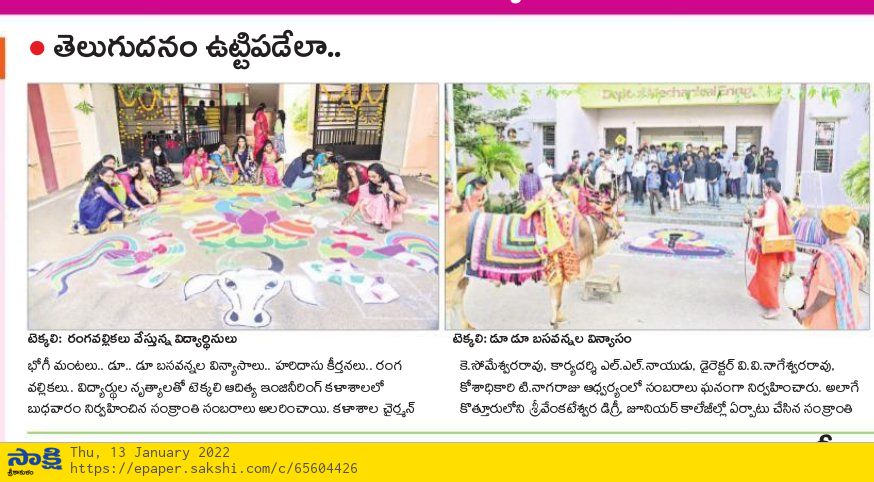 తెలుగుదనం ఉట్టిపడేలా..
Dept. of Mechanical Engg.
టెక్కలి: రంగవల్లికలు వేస్తున్న విద్యార్థినులు
టెక్కలి: డూ డూ బసవన్నల విన్యాసం
భోగీ మంటలు.. డూ.. డూ బసవన్నల విన్యాసాలు.. హరిదాసు కీర్తనలు.. రంగ
వల్లికలు.. విద్యార్థుల నృత్యాలతో టెక్కలి ఆదిత్య ఇంజినీరింగ్ కళాశాలలో
బుధవారం నిర్వహించిన సంక్రాంతి సంబరాలు అలరించాయి. కళాశాల చైర్మన్
కె.సోమేశ్వరరావు, కార్యదర్శి ఎల్.ఎల్.నాయుడు, డైరెక్టర్ వి.వి.నాగేశ్వరరావు,
కోశాధికారి టి.నాగరాజు ఆధ్వర్యంలో సంబరాలు ఘనంగా నిర్వహించారు. అలాగే
కొత్తూరులోని శ్రీవేంకటేశ్వర డిగ్రీ, జూనియర్ కాలేజీల్లో ఏర్పాటు చేసిన సంక్రాంతి
సాక్షి
శ్రీకాకుళం
Thu, 13 January 2022
https://epaper.sakshi.com/c/65604426